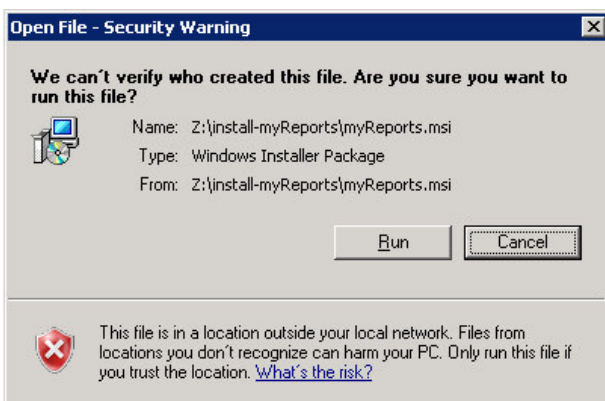 Open File - Security Warning
We can´t verify who created this file. Are you sure you want to
run this file?
Name: Z:\install-myReports\myReports.msi
Type: Windows Installer Package
From: Z:\install-myReports\myReports.msi
Run Cancel
This file is in a location outside your local network. Files from
locations you don´t recognize can harm your PC. Only run this file if
you trust the location. What´s the risk?